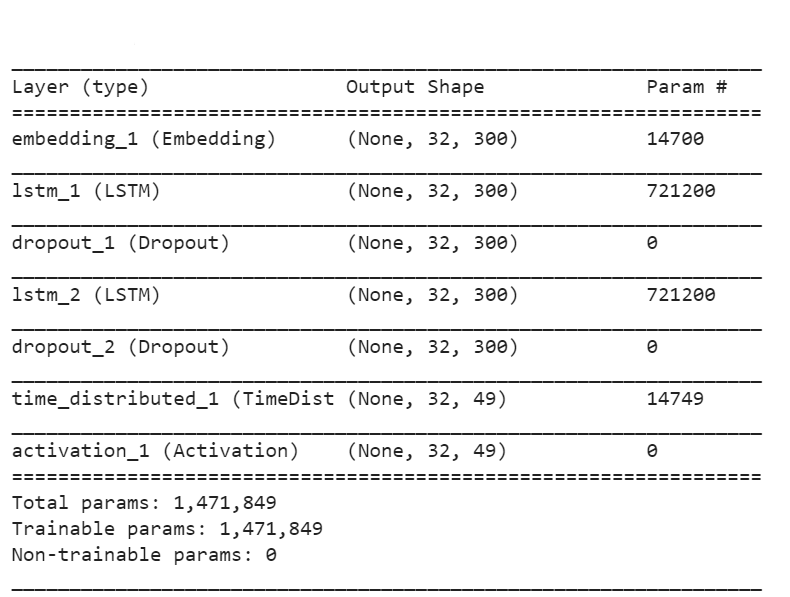 Layer (type) Output Shape Param #
embedding_1 (Embedding) (None, 32, 300) 14700
lstm_1 (LSTM) (None, 32, 300) 721200
dropout_1 (Dropout) (None, 32, 300) 0
lstm_2 (LSTM) (None, 32, 300) 721200
dropout_2 (Dropout) (None, 32, 300) 0
time_distributed_1 (TimeDist (None, 32, 49) 14749
activation_1 (Activation) (None, 32, 49) 0
Total params: 1,471,849
Trainable params: 1,471,849
Non-trainable params: 0